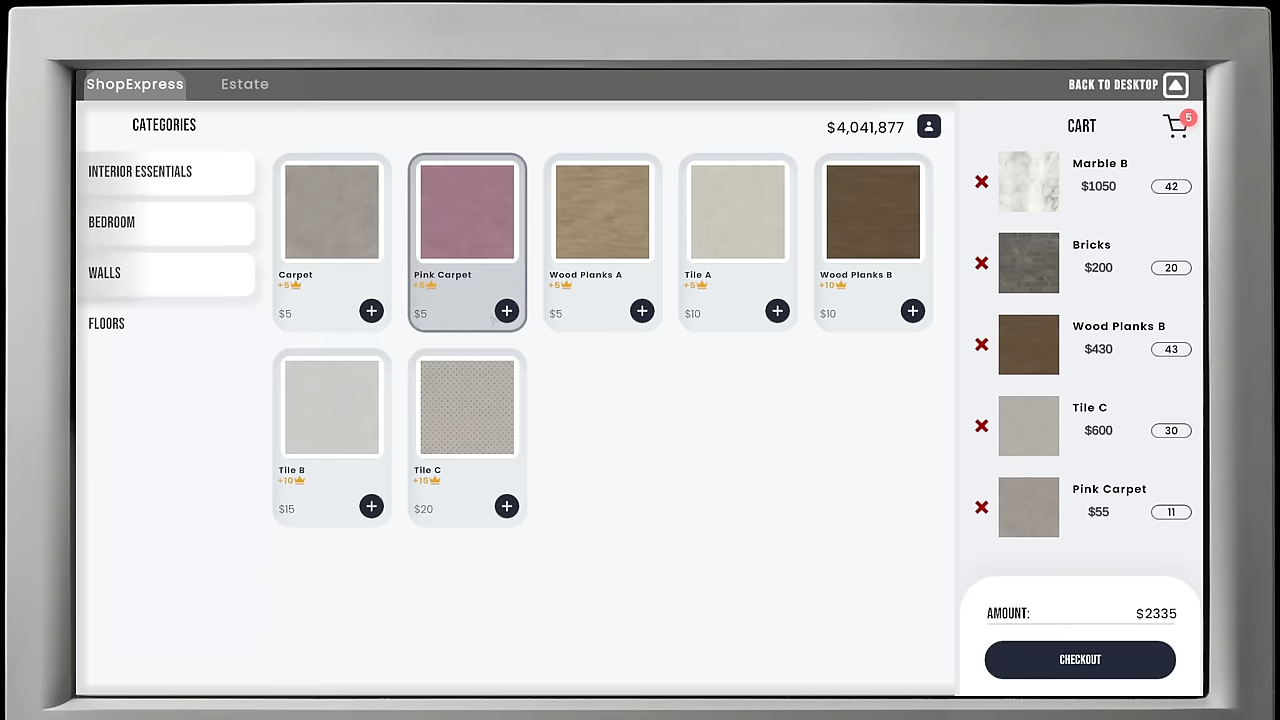 ShopExpress
Estate
BACK TO DESKTOP
CATEGORIES
$4,041,877
CART
5
INTERIOR ESSENTIALS
BEDROOM
WALLS
FLOORS
Carpet
+5
$5
Pink Carpet
+5
$5
Wood Planks A
+5
$5
Tile A
+5
$10
Wood Planks B
+10
$10
Tile B
+10
$15
Tile C
+15
$20
Marble B
$1050
42
Bricks
$200
20
Wood Planks B
$430
43
Tile C
$600
30
Pink Carpet
$55
11
AMOUNT:
$2335
CHECKOUT